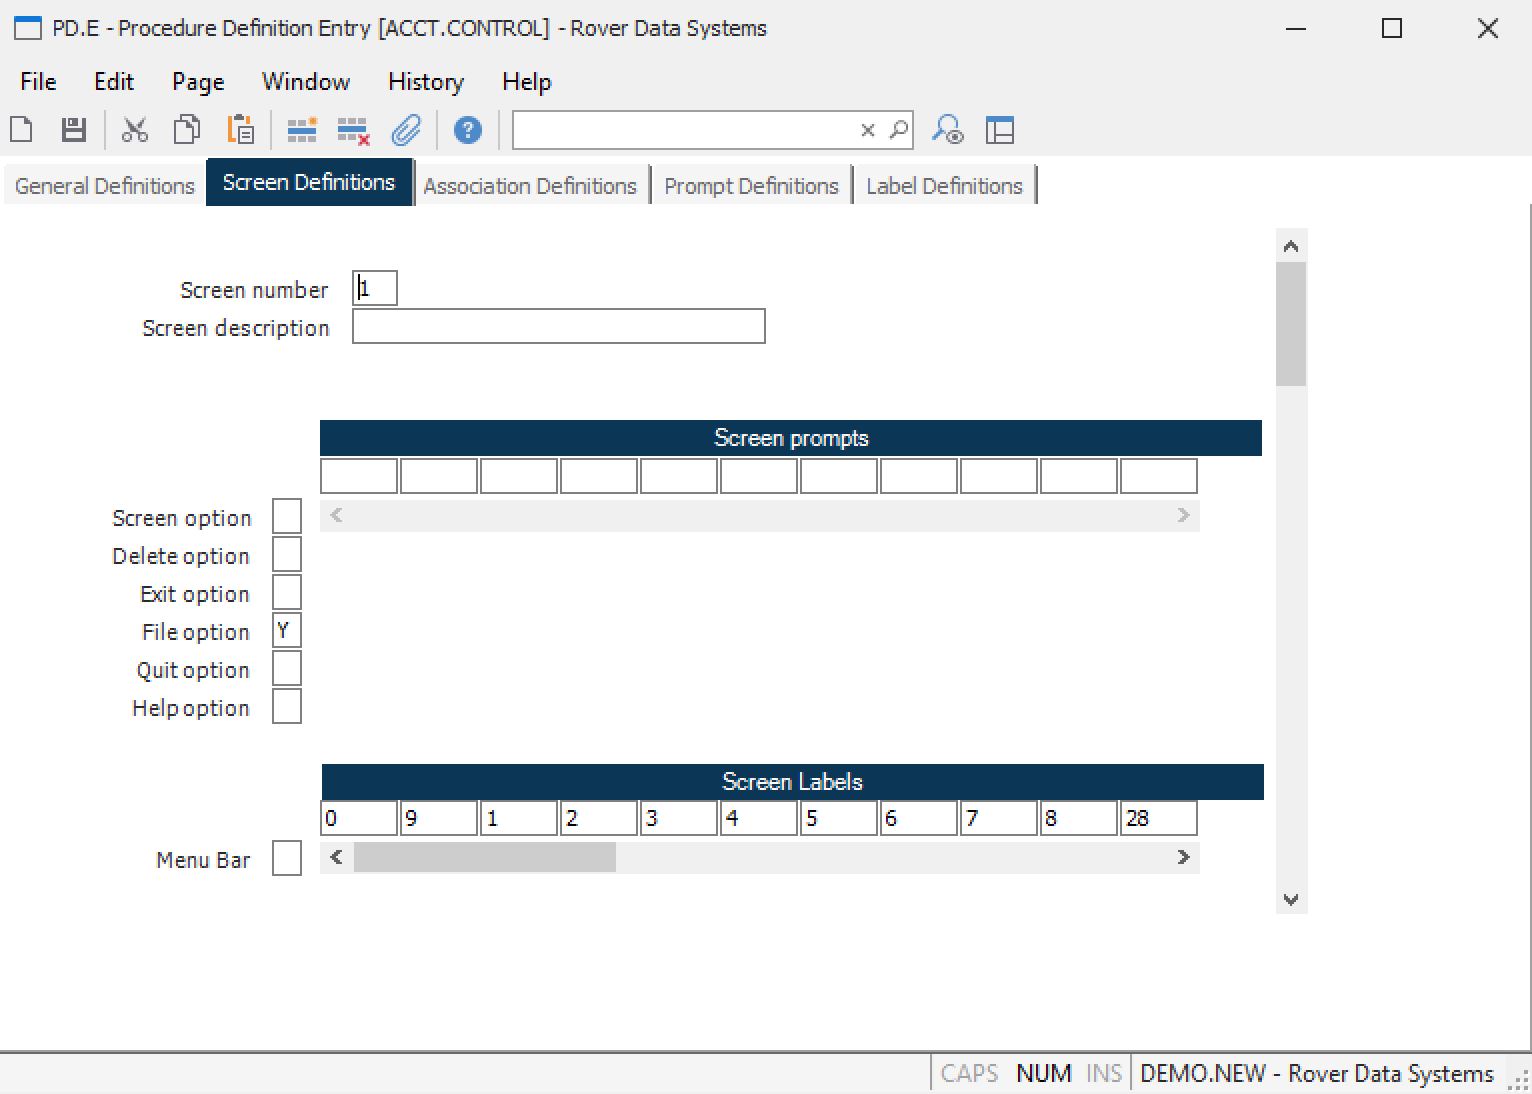 PD.E - Procedure Definition Entry [ACCT.CONTROL] - Rover Data Systems
File Edit Page Window History Help
General Definitions Screen Definitions Association Definitions Prompt Definitions Label Definitions
Screen number 1
Screen description
Screen prompts
Screen option
Delete option
Exit option
File option Y
Quit option
Help option
Screen Labels
0 9 1 2 3 4 5 6 7 8 28
Menu Bar
CAPS NUM INS DEMO.NEW - Rover Data Systems